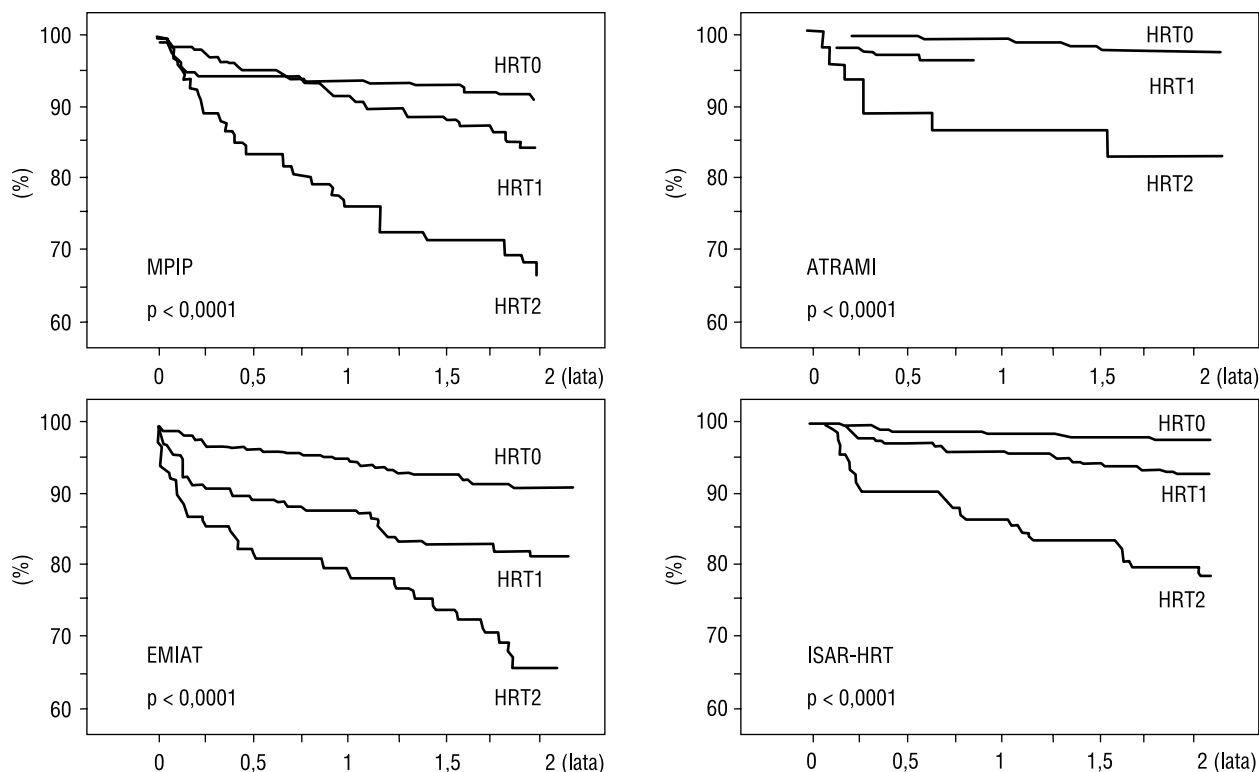 100
90
80
70
60
(%)
HRT0
HRT1
HRT2
MPIP
p < 0,0001
0 0,5 1 1,5 2 (lata)
100
90
80
70
60
(%)
HRT0
HRT1
HRT2
ATRAMI
p < 0,0001
0 0,5 1 1,5 2 (lata)
100
90
80
70
60
(%)
HRT0
HRT1
HRT2
EMIAT
p < 0,0001
0 0,5 1 1,5 2 (lata)
100
90
80
70
60
(%)
HRT0
HRT1
HRT2
ISAR-HRT
p < 0,0001
0 0,5 1 1,5 2 (lata)